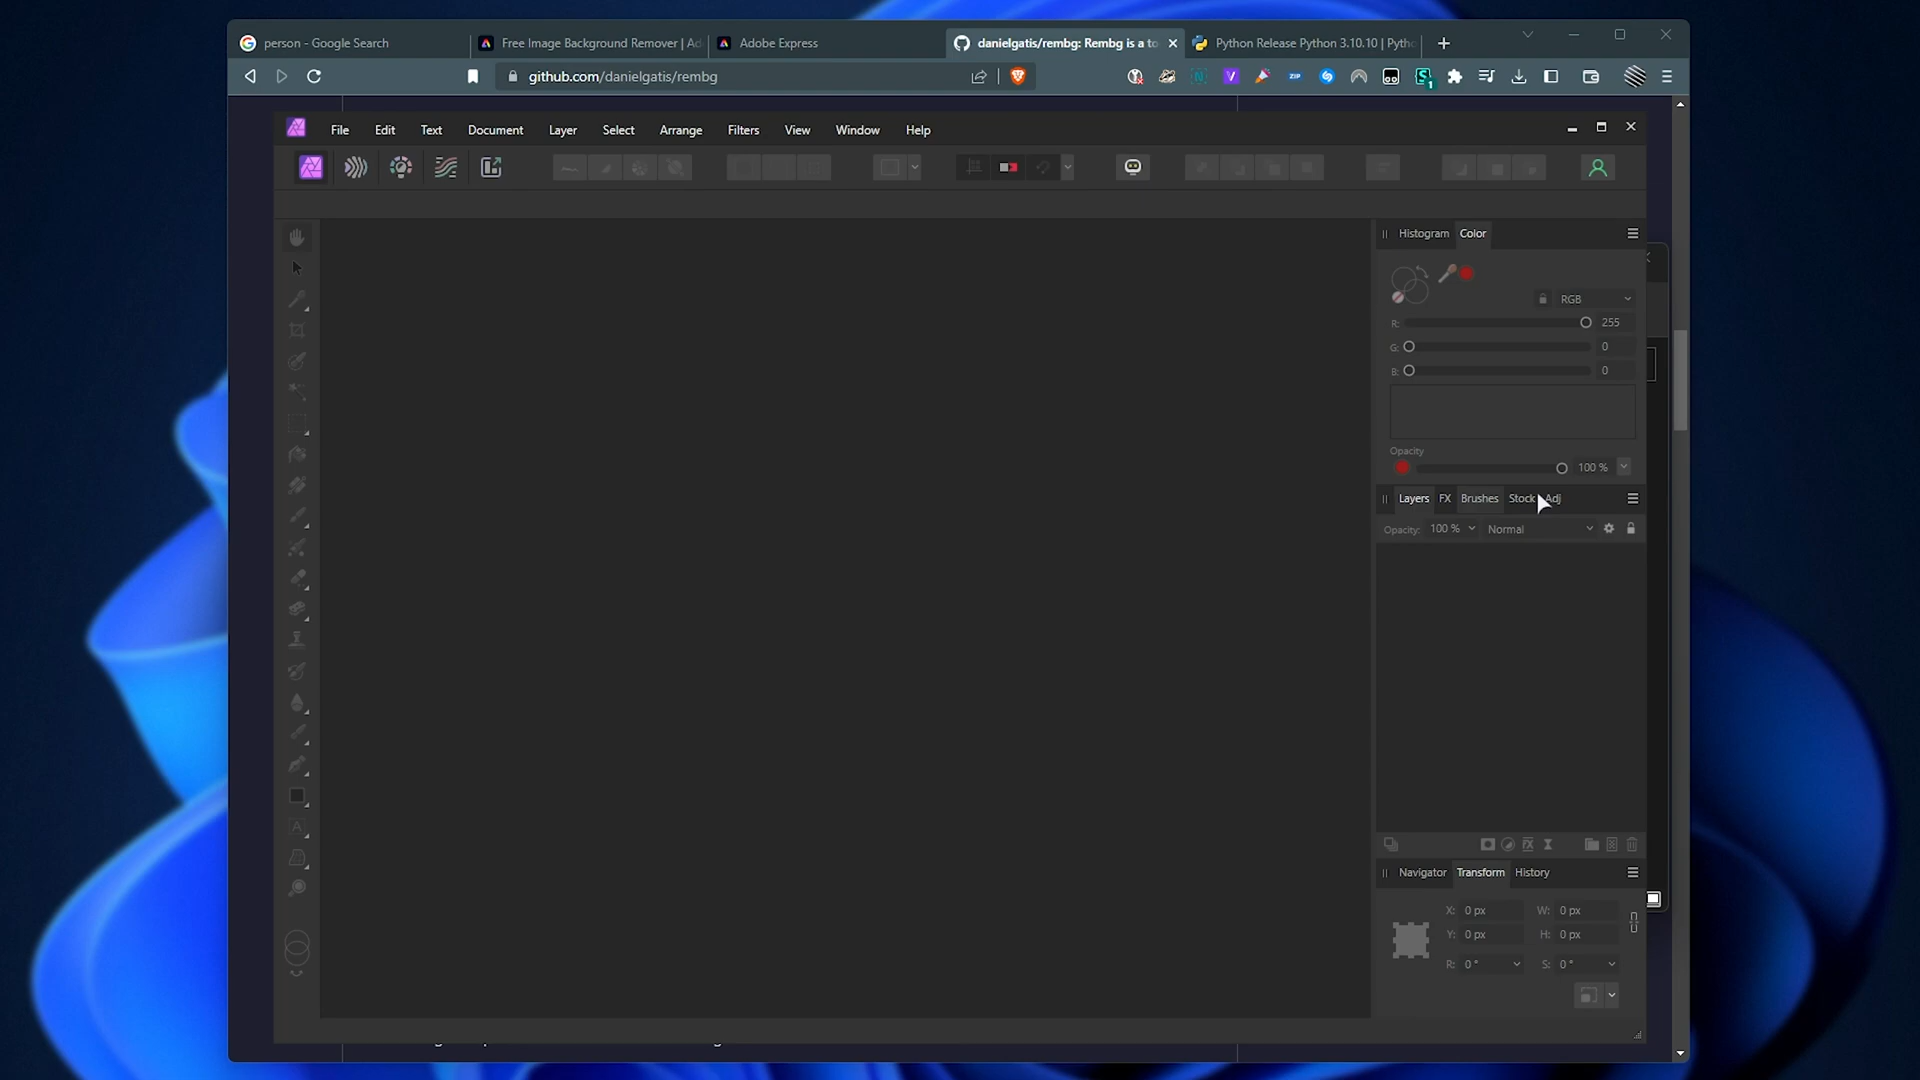 person - Google Search
Free Image Background Remover | Ad
Adobe Express
danielgatis/rembg: Rembg is a to
Python Release Python 3.10.10 | Pytho
github.com/danielgatis/rembg
ZIP
1
File Edit Text Document Layer Select Arrange Filters View Window Help
Histogram Color
RGB
R: 255
G: 0
B: 0
Opacity
100 %
Layers FX Brushes Stock Adj
Opacity: 100 % Normal
Navigator Transform History
X: 0 px W: 0 px
Y: 0 px H: 0 px
R: 0 ° S: 0 °